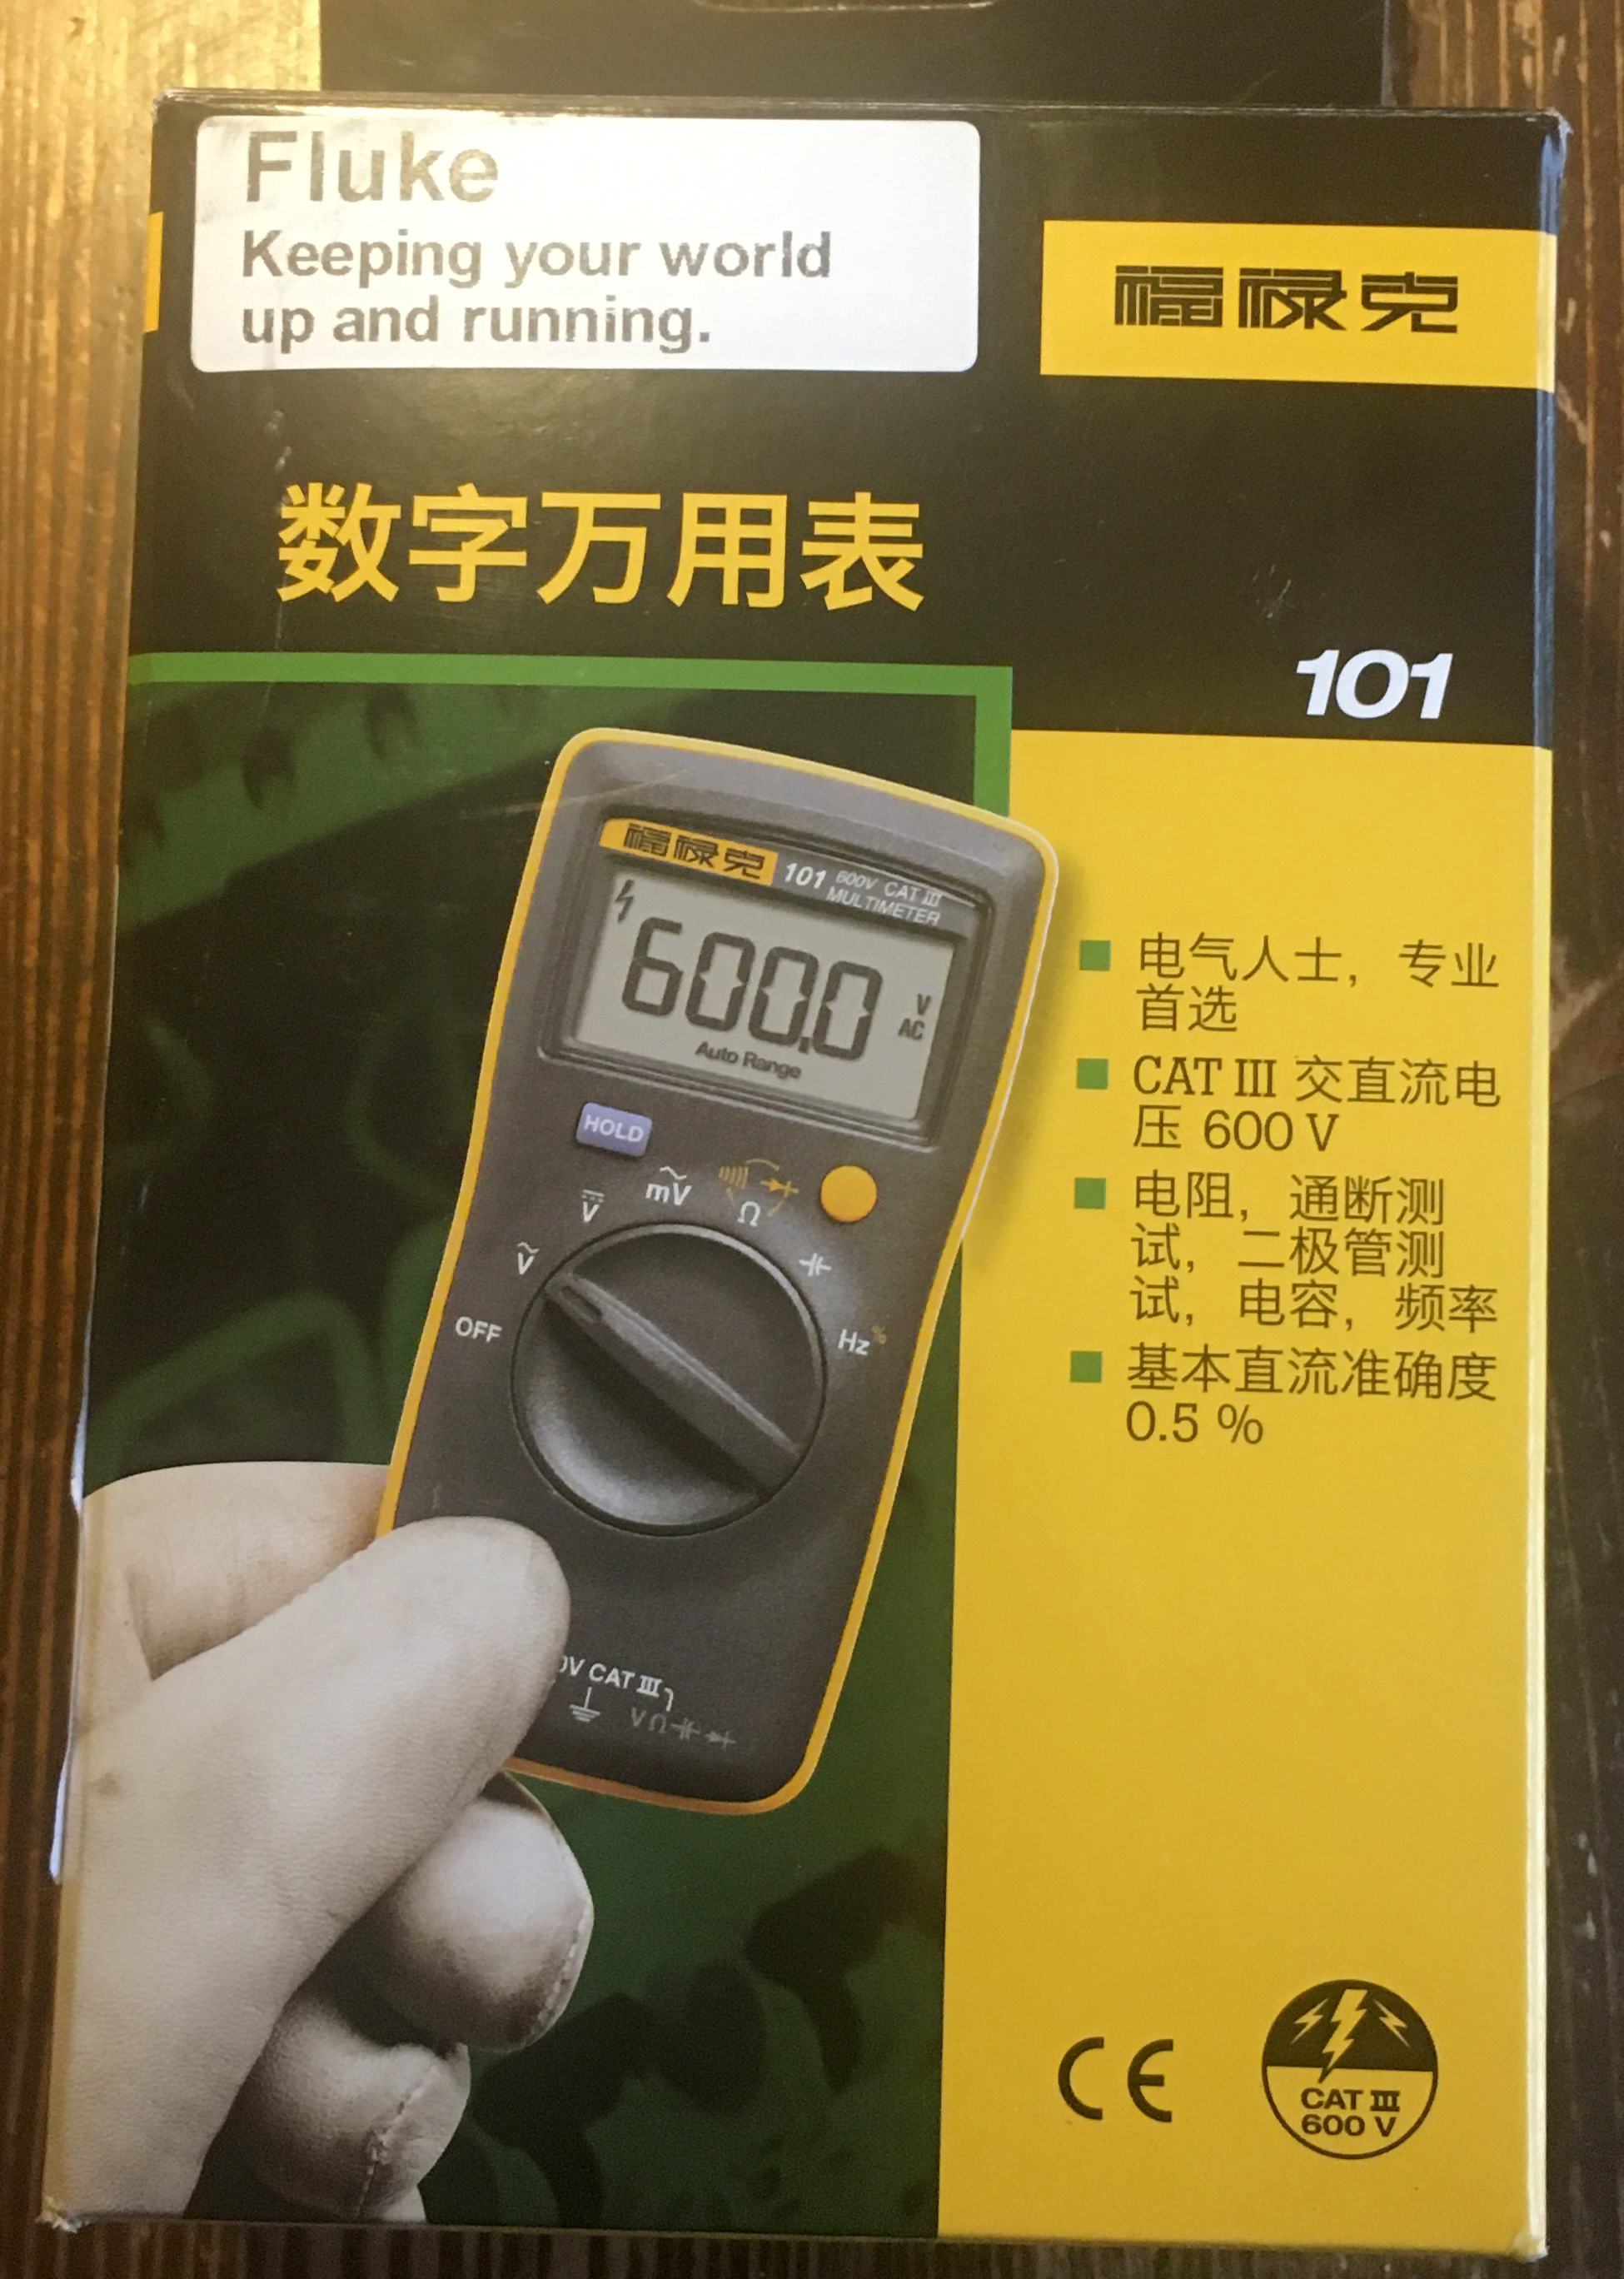 Fluke
Keeping your world
up and running.
福禄克
数字万用表
101
福禄克 101 600V CAT III
MULTIMETER
600.0 V
AC
Auto Range
HOLD
mV
V
Ω
V
OFF
Hz %
V CAT III
VΩ
电气人士，专业
首选
CAT III 交直流电
压 600 V
电阻，通断测
试，二极管测
试，电容，频率
基本直流准确度
0.5 %
CE
CAT III
600 V